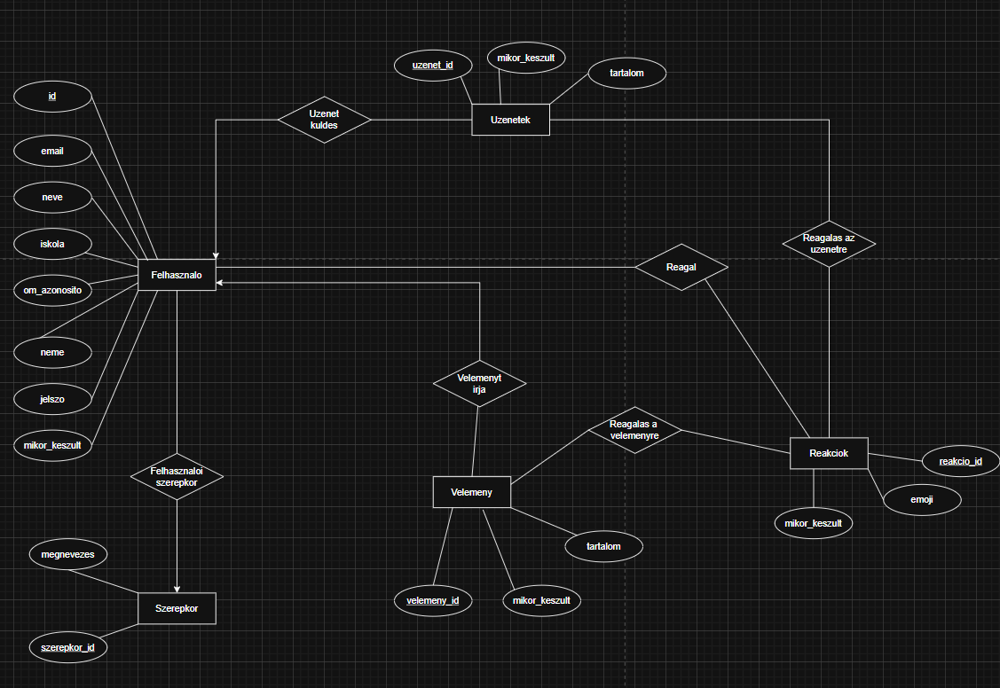 uzenet_id
mikor_keszult
tartalom
id
Uzenet
kuldes
Uzenetek
email
neve
iskola
Reagalas az
uzenetre
Felhasznalo
Reagal
om_azonosito
neme
Velemenyt
irja
jelszo
Reagalas a
velemenyre
mikor_keszult
Reakciok
reakcio_id
Felhasznaloi
szerepkor
Velemeny
emoji
mikor_keszult
tartalom
megnevezes
velemeny_id
mikor_keszult
Szerepkor
szerepkor_id